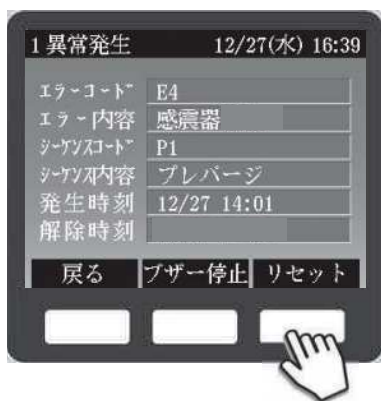 1 異常発生 12/27(水) 16:39
ｴﾗｰｺｰﾄﾞ E4
エラー内容 感震器
ｼｰｹﾝｽｺｰﾄﾞ P1
ｼｰｹﾝｽ内容 プレパージ
発生時刻 12/27 14:01
解除時刻
戻る ブザー停止 リセット